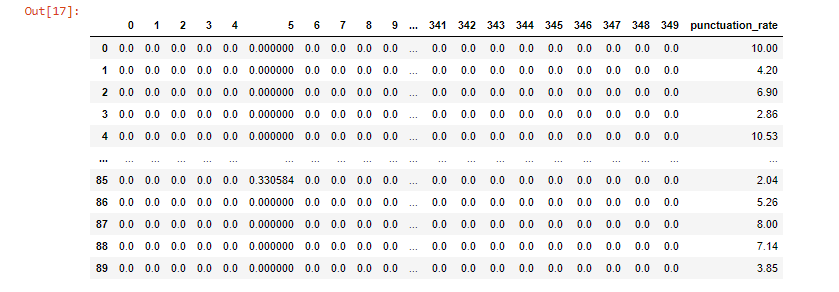 Out[17]:
0 1 2 3 4 5 6 7 8 9 ... 341 342 343 344 345 346 347 348 349 punctuation_rate
0 0.0 0.0 0.0 0.0 0.0 0.000000 0.0 0.0 0.0 0.0 ... 0.0 0.0 0.0 0.0 0.0 0.0 0.0 0.0 0.0 10.00
1 0.0 0.0 0.0 0.0 0.0 0.000000 0.0 0.0 0.0 0.0 ... 0.0 0.0 0.0 0.0 0.0 0.0 0.0 0.0 0.0 4.20
2 0.0 0.0 0.0 0.0 0.0 0.000000 0.0 0.0 0.0 0.0 ... 0.0 0.0 0.0 0.0 0.0 0.0 0.0 0.0 0.0 6.90
3 0.0 0.0 0.0 0.0 0.0 0.000000 0.0 0.0 0.0 0.0 ... 0.0 0.0 0.0 0.0 0.0 0.0 0.0 0.0 0.0 2.86
4 0.0 0.0 0.0 0.0 0.0 0.000000 0.0 0.0 0.0 0.0 ... 0.0 0.0 0.0 0.0 0.0 0.0 0.0 0.0 0.0 10.53
... ... ... ... ... ... ... ... ... ... ... ... ... ... ... ... ... ... ... ... ... ...
85 0.0 0.0 0.0 0.0 0.0 0.330584 0.0 0.0 0.0 0.0 ... 0.0 0.0 0.0 0.0 0.0 0.0 0.0 0.0 0.0 2.04
86 0.0 0.0 0.0 0.0 0.0 0.000000 0.0 0.0 0.0 0.0 ... 0.0 0.0 0.0 0.0 0.0 0.0 0.0 0.0 0.0 5.26
87 0.0 0.0 0.0 0.0 0.0 0.000000 0.0 0.0 0.0 0.0 ... 0.0 0.0 0.0 0.0 0.0 0.0 0.0 0.0 0.0 8.00
88 0.0 0.0 0.0 0.0 0.0 0.000000 0.0 0.0 0.0 0.0 ... 0.0 0.0 0.0 0.0 0.0 0.0 0.0 0.0 0.0 7.14
89 0.0 0.0 0.0 0.0 0.0 0.000000 0.0 0.0 0.0 0.0 ... 0.0 0.0 0.0 0.0 0.0 0.0 0.0 0.0 0.0 3.85